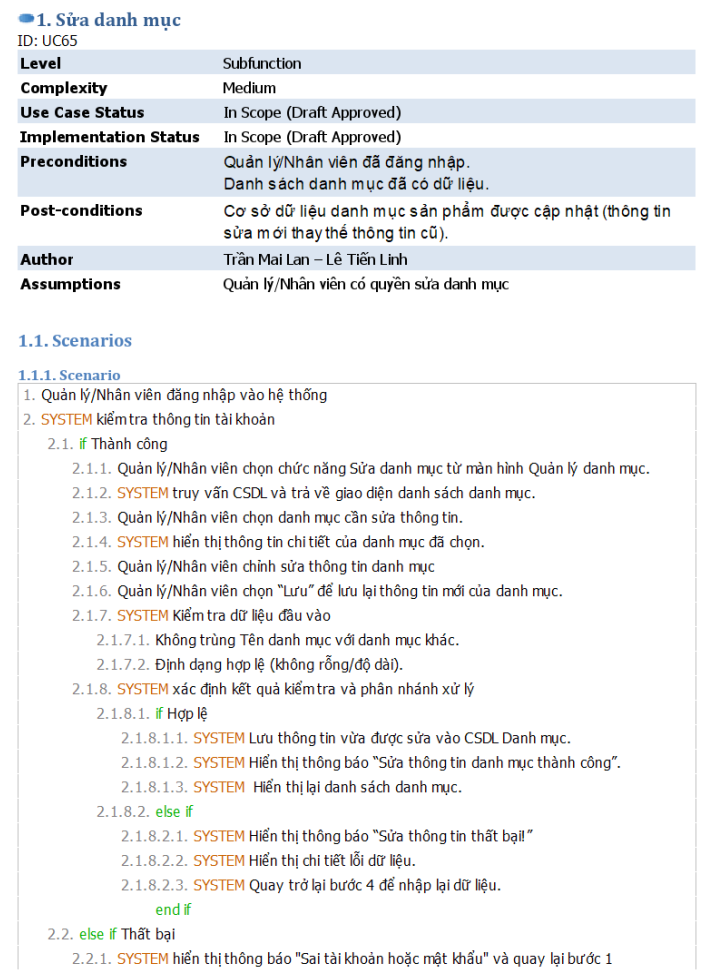 1. Sửa danh mục
ID: UC65
Level Subfunction
Complexity Medium
Use Case Status In Scope (Draft Approved)
Implementation Status In Scope (Draft Approved)
Preconditions Quản lý/Nhân viên đã đăng nhập.
Danh sách danh mục đã có dữ liệu.
Post-conditions Cơ sở dữ liệu danh mục sản phẩm được cập nhật (thông tin
sửa mới thay thế thông tin cũ).
Author Trần Mai Lan – Lê Tiến Linh
Assumptions Quản lý/Nhân viên có quyền sửa danh mục
1.1. Scenarios
1.1.1. Scenario
1. Quản lý/Nhân viên đăng nhập vào hệ thống
2. SYSTEM kiểm tra thông tin tài khoản
2.1. if Thành công
2.1.1. Quản lý/Nhân viên chọn chức năng Sửa danh mục từ màn hình Quản lý danh mục.
2.1.2. SYSTEM truy vấn CSDL và trả về giao diện danh sách danh mục.
2.1.3. Quản lý/Nhân viên chọn danh mục cần sửa thông tin.
2.1.4. SYSTEM hiển thị thông tin chi tiết của danh mục đã chọn.
2.1.5. Quản lý/Nhân viên chỉnh sửa thông tin danh mục
2.1.6. Quản lý/Nhân viên chọn “Lưu” để lưu lại thông tin mới của danh mục.
2.1.7. SYSTEM Kiểm tra dữ liệu đầu vào
2.1.7.1. Không trùng Tên danh mục với danh mục khác.
2.1.7.2. Định dạng hợp lệ (không rỗng/độ dài).
2.1.8. SYSTEM xác định kết quả kiểm tra và phân nhánh xử lý
2.1.8.1. if Hợp lệ
2.1.8.1.1. SYSTEM Lưu thông tin vừa được sửa vào CSDL Danh mục.
2.1.8.1.2. SYSTEM Hiển thị thông báo “Sửa thông tin danh mục thành công”.
2.1.8.1.3. SYSTEM Hiển thị lại danh sách danh mục.
2.1.8.2. else if
2.1.8.2.1. SYSTEM Hiển thị thông báo “Sửa thông tin thất bại!”
2.1.8.2.2. SYSTEM Hiển thị chi tiết lỗi dữ liệu.
2.1.8.2.3. SYSTEM Quay trở lại bước 4 để nhập lại dữ liệu.
end if
2.2. else if Thất bại
2.2.1. SYSTEM hiển thị thông báo "Sai tài khoản hoặc mật khẩu" và quay lại bước 1